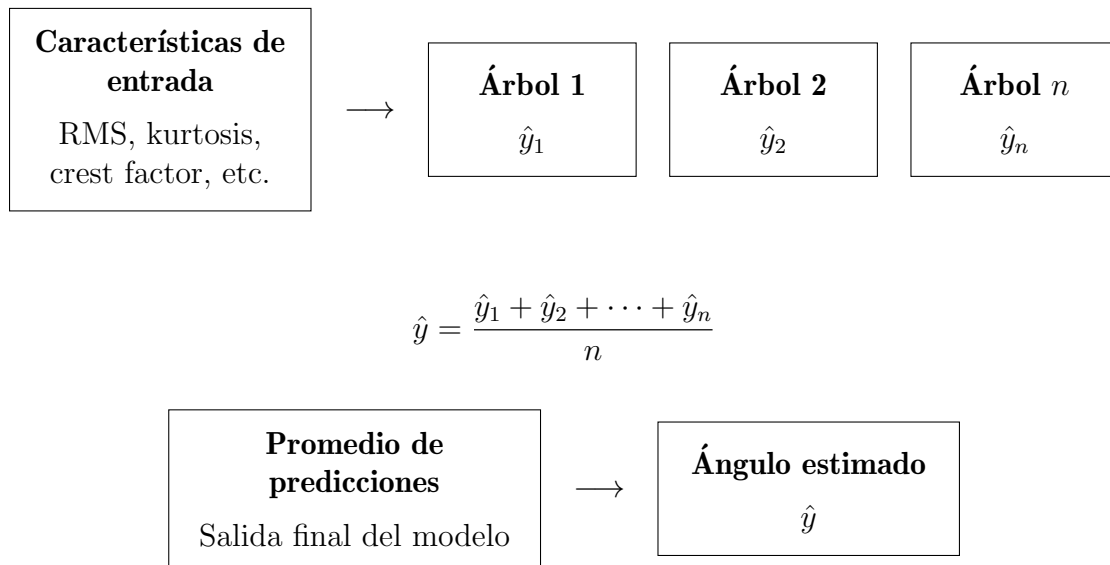 Características de
entrada
RMS, kurtosis,
crest factor, etc.
⟶
Árbol 1
ŷ₁
Árbol 2
ŷ₂
Árbol n
ŷₙ
ŷ = (ŷ₁ + ŷ₂ + ⋯ + ŷₙ) / n
Promedio de
predicciones
Salida final del modelo
⟶
Ángulo estimado
ŷ